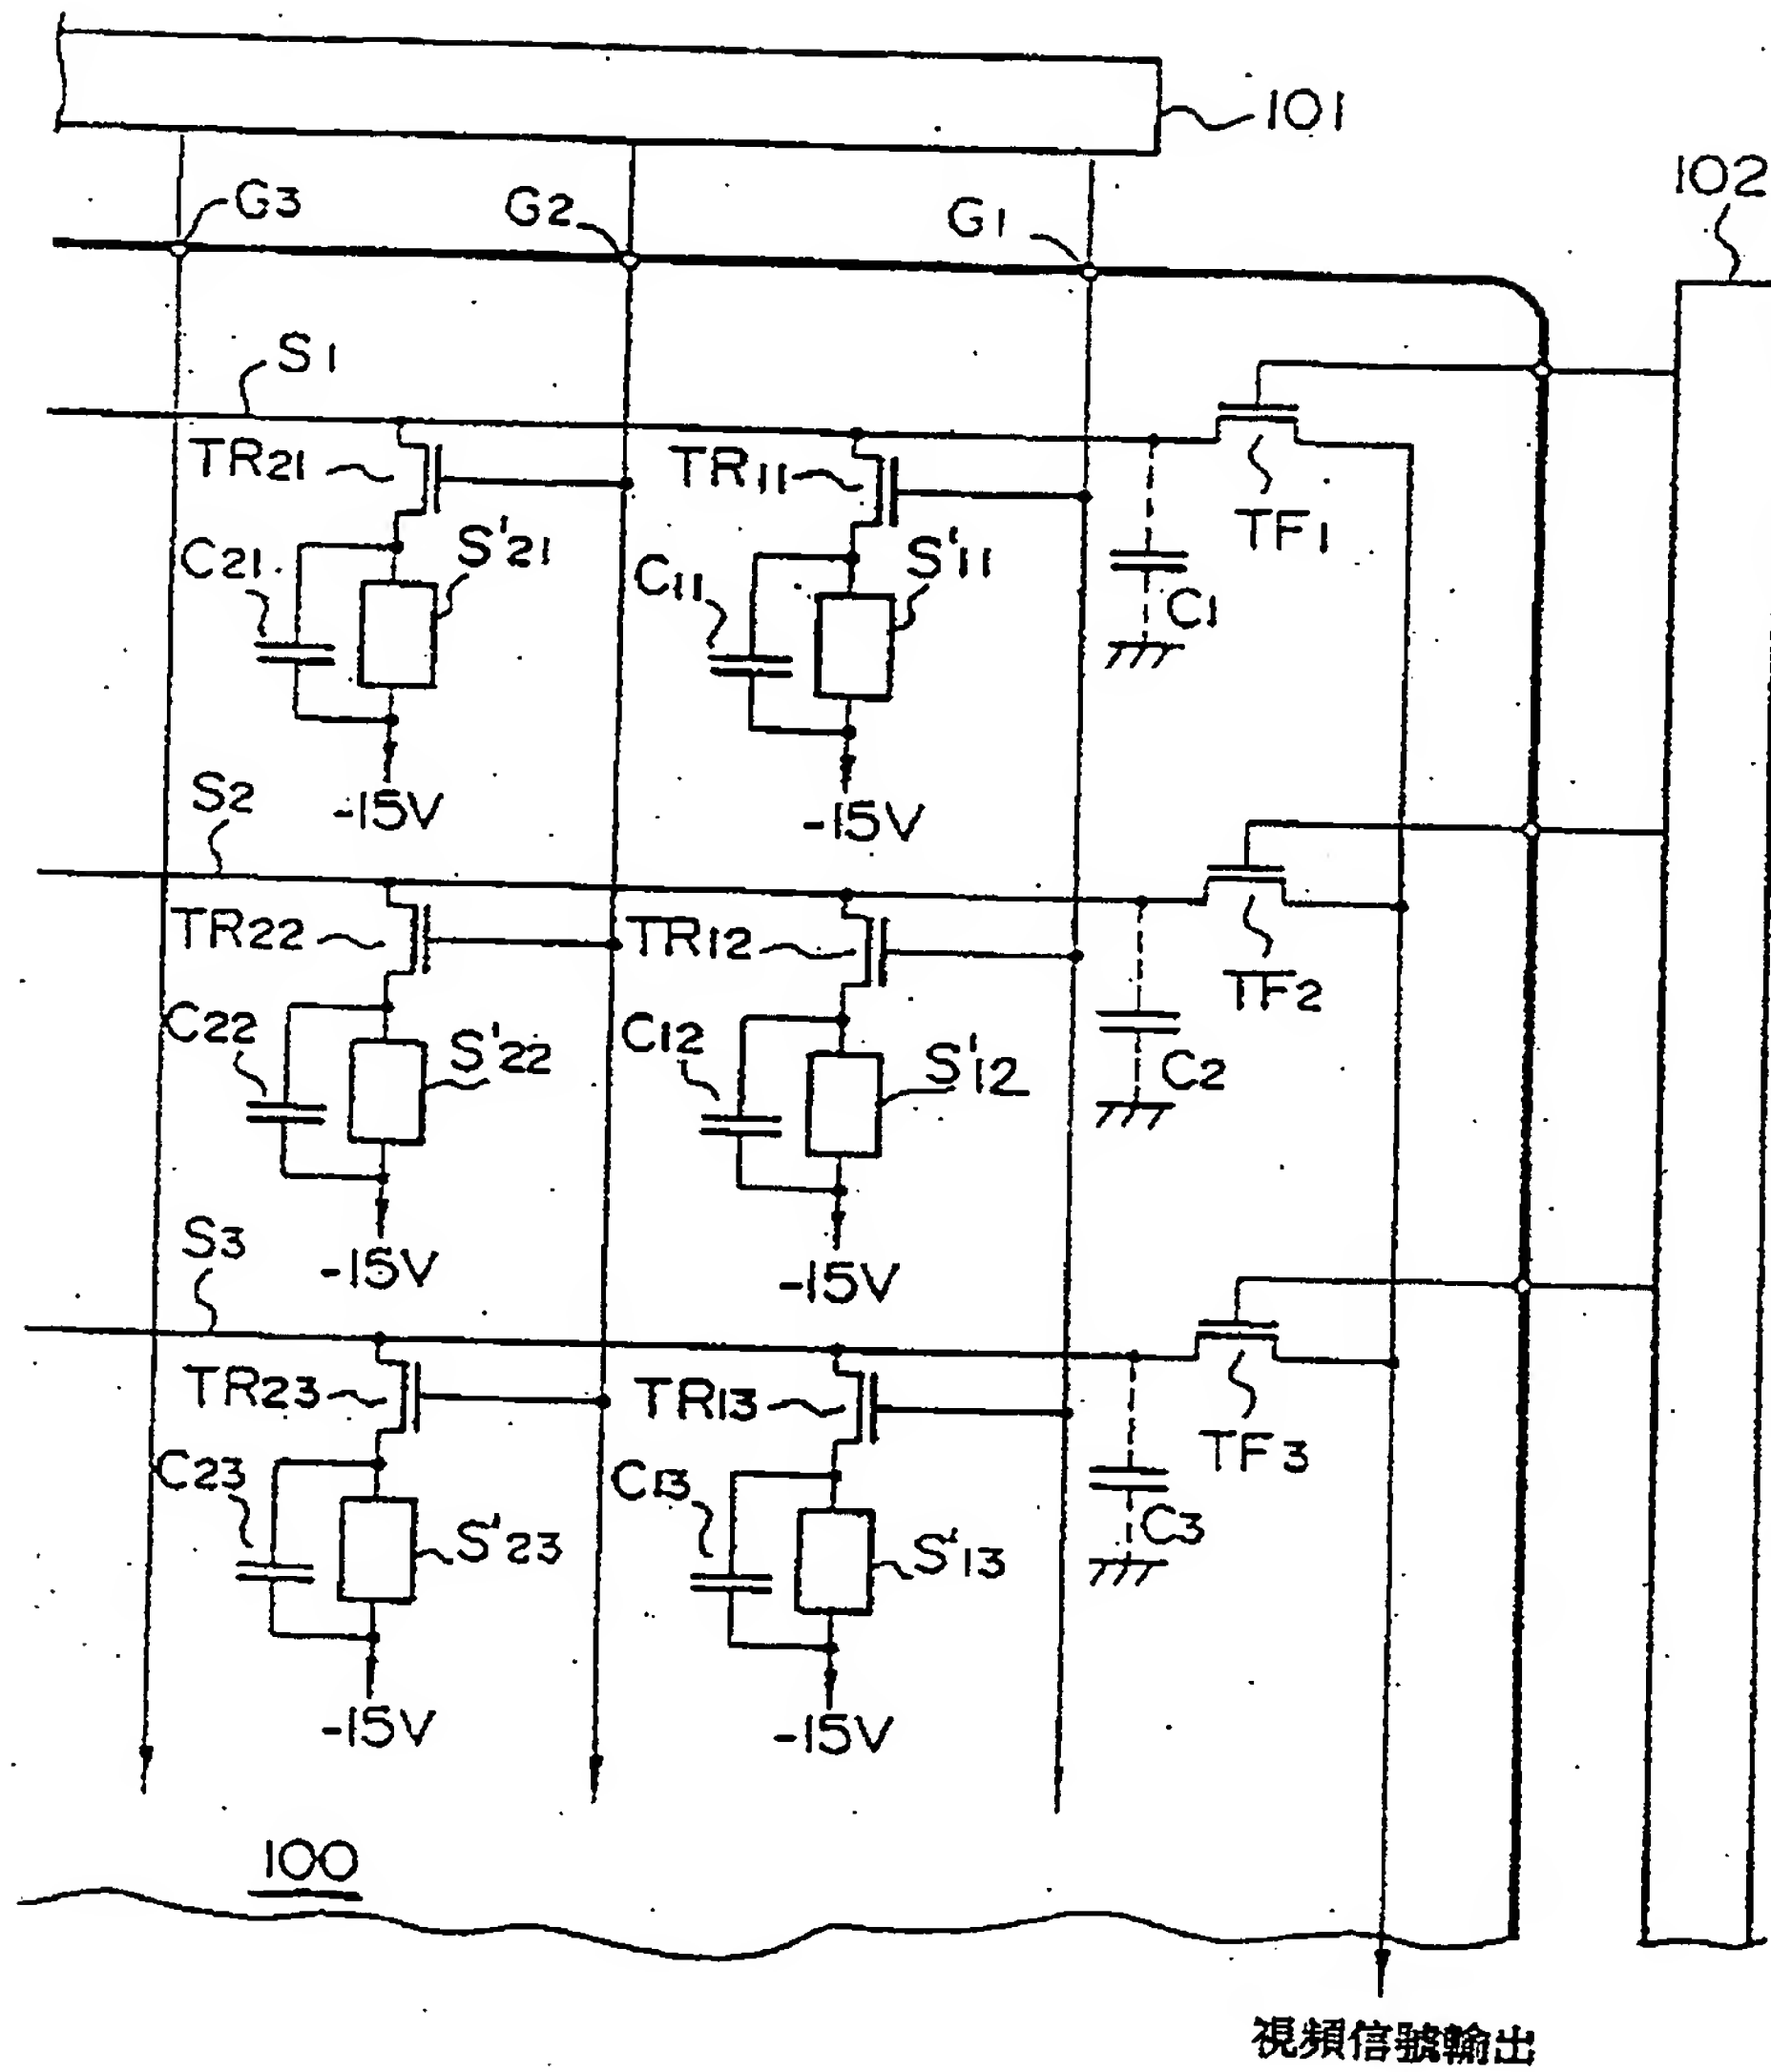 101
102
G3
G2
G1
S1
TR21
TR11
TF1
C21
S'21
C11
S'11
C1
-15V
-15V
S2
TR22
TR12
TF2
C22
S'22
C12
S'12
C2
-15V
-15V
S3
TR23
TR13
TF3
C23
S'23
C13
S'13
C3
-15V
-15V
100
視頻信號輸出